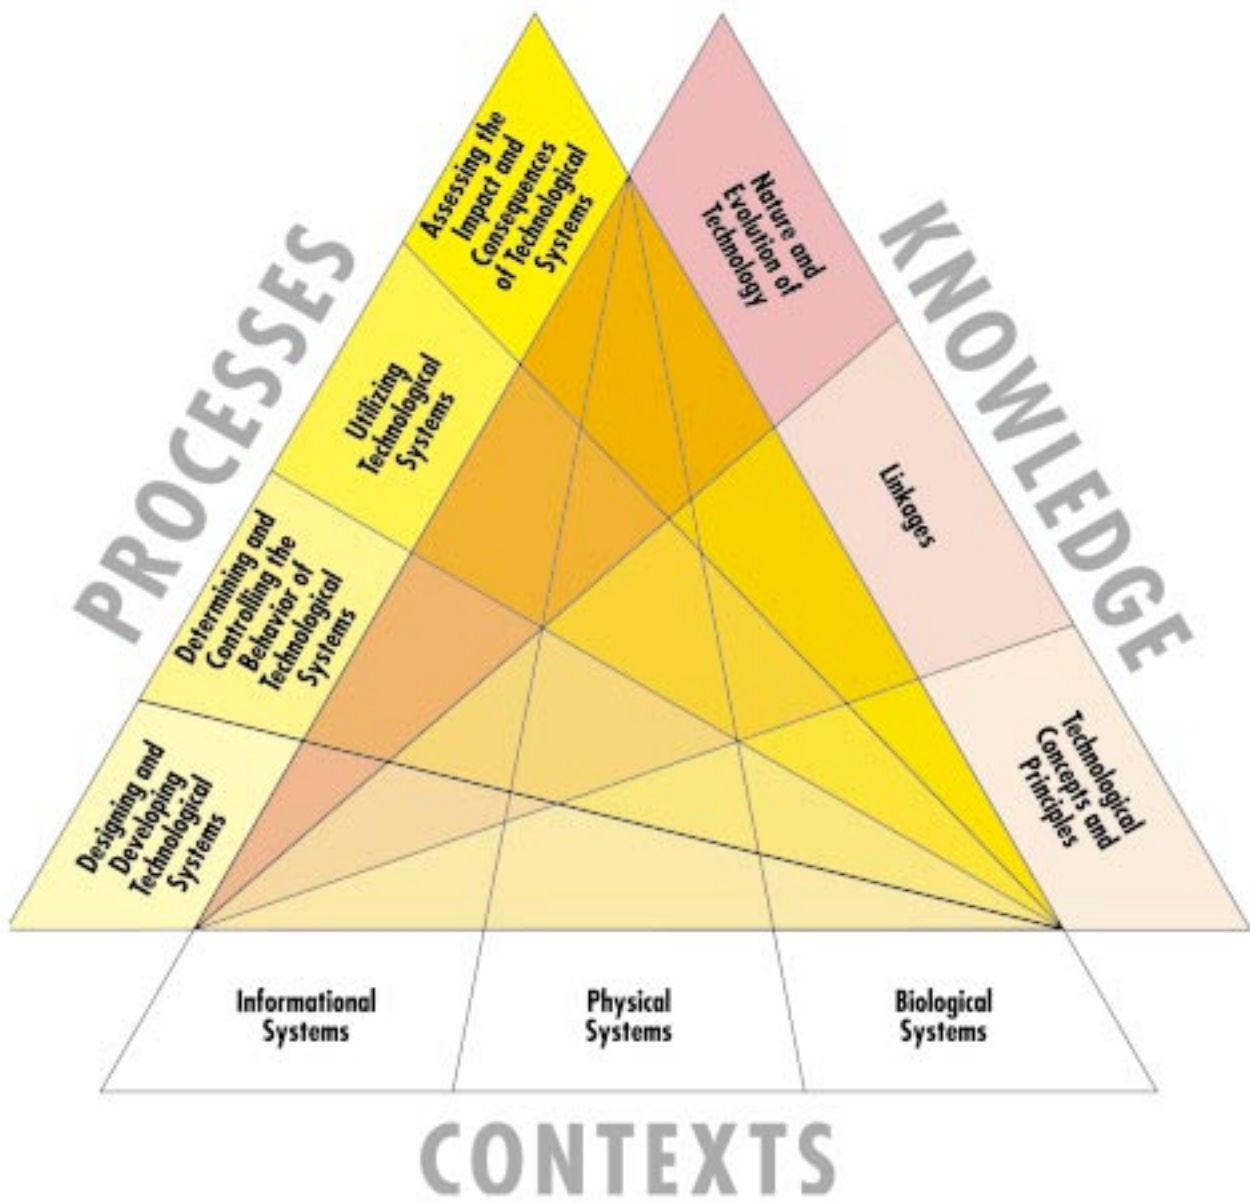 PROCESSES
Assessing the
Impact and
Consequences
of Technological
Systems
Utilizing
Technological
Systems
Determining and
Controlling the
Behavior of
Technological
Systems
Designing and
Developing
Technological
Systems
KNOWLEDGE
Nature and
Evolution of
Technology
Linkages
Technological
Concepts and
Principles
Informational
Systems
Physical
Systems
Biological
Systems
CONTEXTS